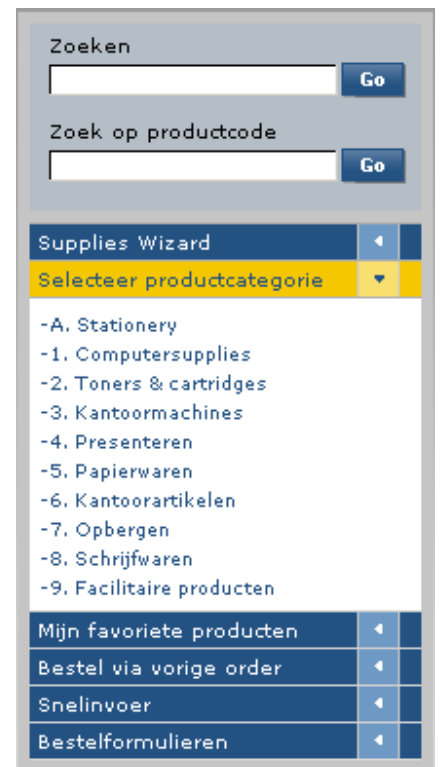 Zoeken
Go
Zoek op productcode
Go
Supplies Wizard
Selecteer productcategorie
-A. Stationery
-1. Computersupplies
-2. Toners & cartridges
-3. Kantoormachines
-4. Presenteren
-5. Papierwaren
-6. Kantoorartikelen
-7. Opbergen
-8. Schrijfwaren
-9. Facilitaire producten
Mijn favoriete producten
Bestel via vorige order
Snelinvoer
Bestelformulieren